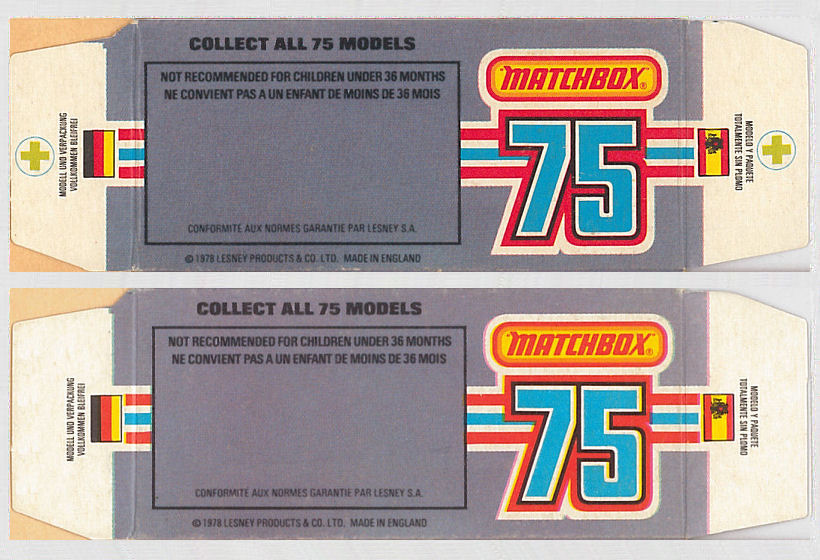 COLLECT ALL 75 MODELS
NOT RECOMMENDED FOR CHILDREN UNDER 36 MONTHS
NE CONVIENT PAS A UN ENFANT DE MOINS DE 36 MOIS
CONFORMITÉ AUX NORMES GARANTIE PAR LESNEY S.A.
© 1978 LESNEY PRODUCTS & CO. LTD. MADE IN ENGLAND
MODELL UND VERPACKUNG
VOLLKOMMEN BLEIFREI
"MATCHBOX"®
75
MODELO Y PAQUETE
TOTALMENTE SIN PLOMO
COLLECT ALL 75 MODELS
NOT RECOMMENDED FOR CHILDREN UNDER 36 MONTHS
NE CONVIENT PAS A UN ENFANT DE MOINS DE 36 MOIS
CONFORMITÉ AUX NORMES GARANTIE PAR LESNEY S.A.
© 1978 LESNEY PRODUCTS & CO. LTD. MADE IN ENGLAND
MODELL UND VERPACKUNG
VOLLKOMMEN BLEIFREI
"MATCHBOX"®
75
MODELO Y PAQUETE
TOTALMENTE SIN PLOMO